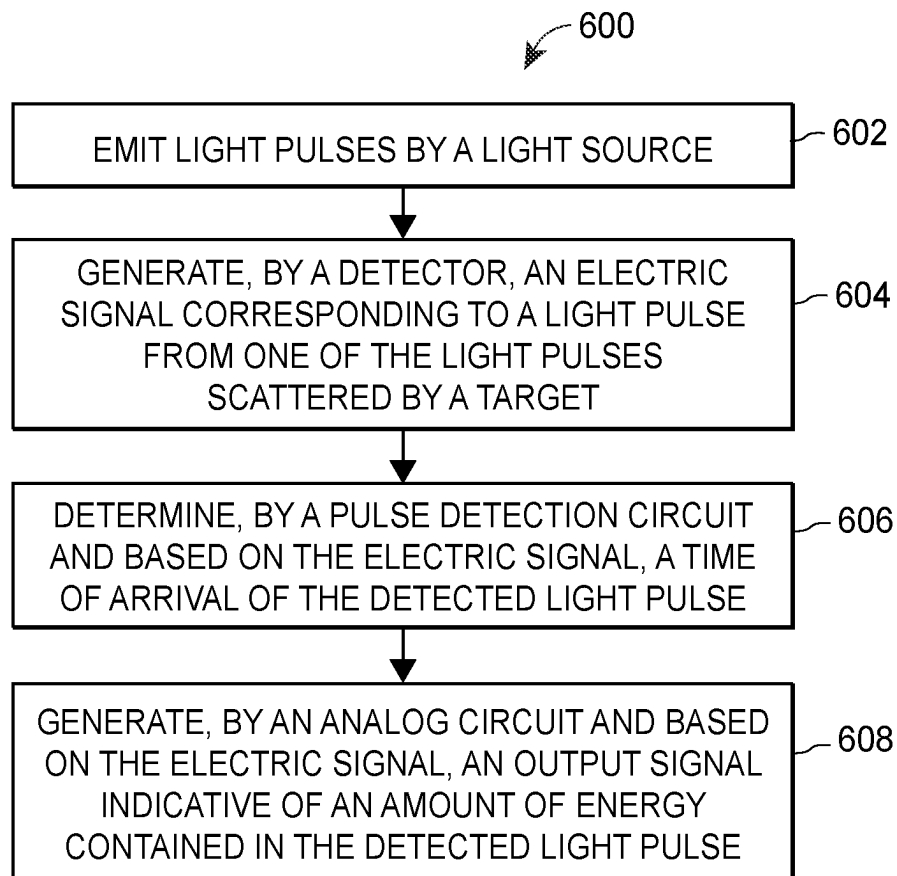 600
EMIT LIGHT PULSES BY A LIGHT SOURCE
602
GENERATE, BY A DETECTOR, AN ELECTRIC
SIGNAL CORRESPONDING TO A LIGHT PULSE
FROM ONE OF THE LIGHT PULSES
SCATTERED BY A TARGET
604
DETERMINE, BY A PULSE DETECTION CIRCUIT
AND BASED ON THE ELECTRIC SIGNAL, A TIME
OF ARRIVAL OF THE DETECTED LIGHT PULSE
606
GENERATE, BY AN ANALOG CIRCUIT AND BASED
ON THE ELECTRIC SIGNAL, AN OUTPUT SIGNAL
INDICATIVE OF AN AMOUNT OF ENERGY
CONTAINED IN THE DETECTED LIGHT PULSE
608